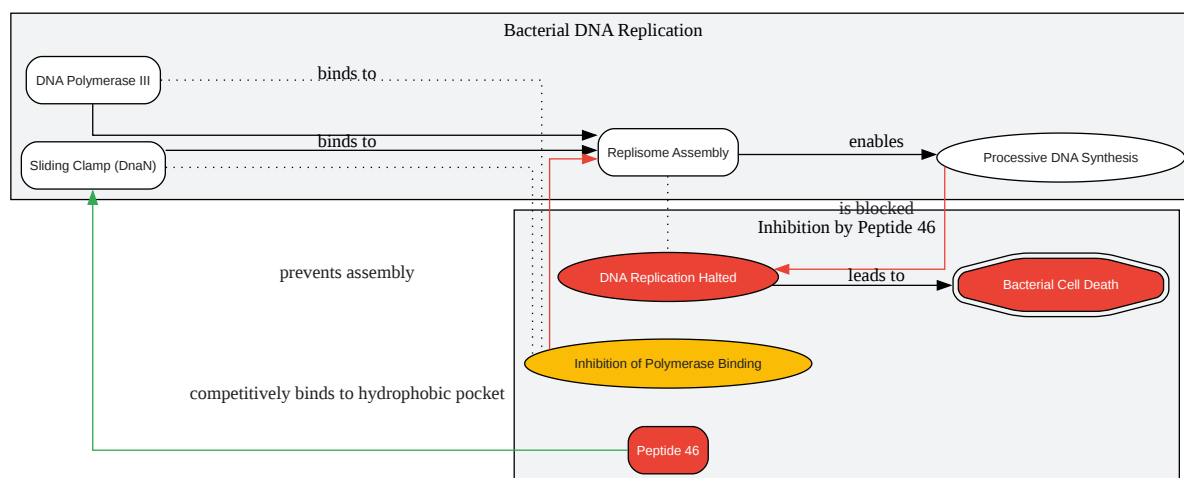 Bacterial DNA Replication
DNA Polymerase III
binds to
Sliding Clamp (DnaN)
binds to
Replisome Assembly
enables
Processive DNA Synthesis
is blocked
Inhibition by Peptide 46
prevents assembly
DNA Replication Halted
leads to
Bacterial Cell Death
Inhibition of Polymerase Binding
competitively binds to hydrophobic pocket
Peptide 46